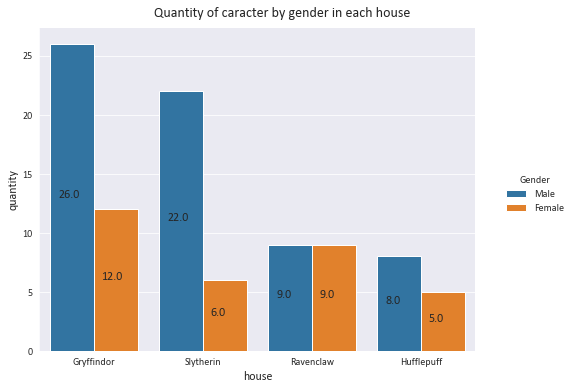 Quantity of caracter by gender in each house
25
20
15
10
5
0
quantity
26.0
12.0
22.0
6.0
9.0
9.0
8.0
5.0
Gryffindor
Slytherin
Ravenclaw
Hufflepuff
house
Gender
Male
Female